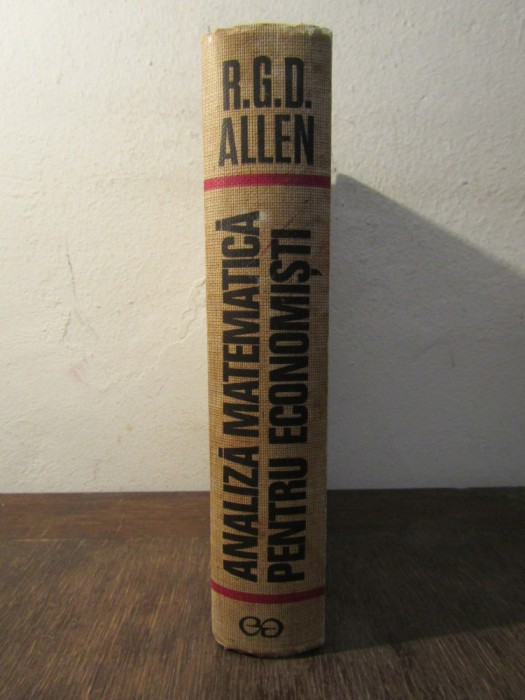 R.G.D.
ALLEN
ANALIZĂ MATEMATICĂ
PENTRU ECONOMIȘTI